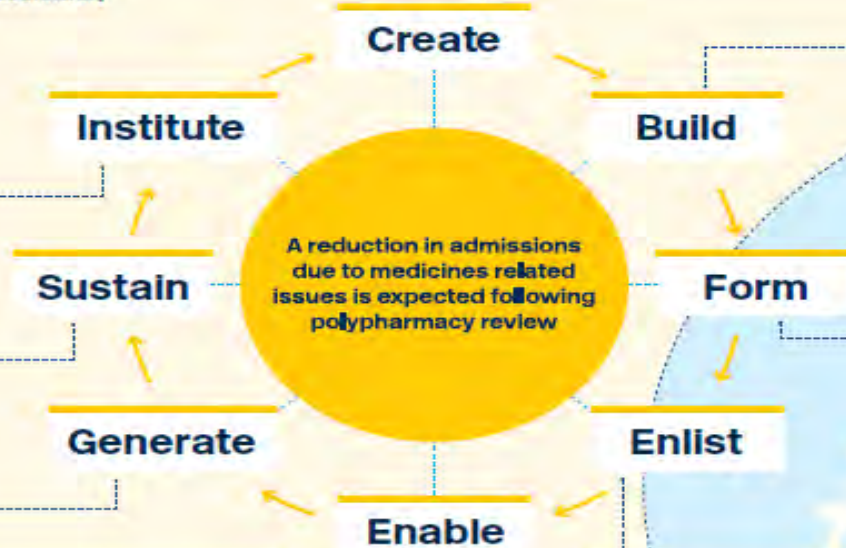 Create
Institute
Build
A reduction in admissions
due to medicines related
issues is expected following
polypharmacy review
Sustain
Form
Generate
Enlist
Enable